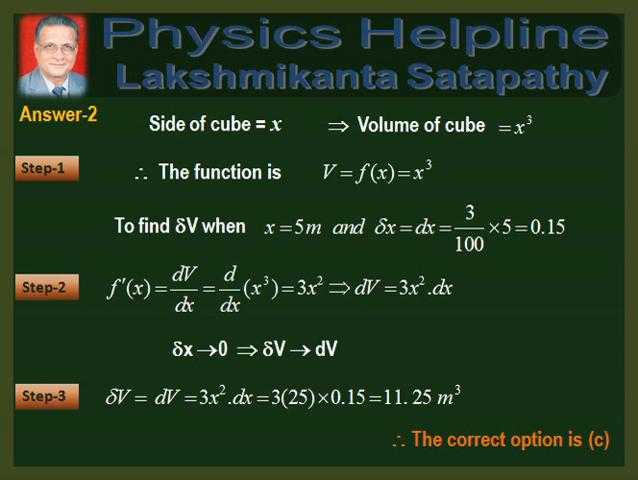 Physics Helpline
Lakshmikanta Satapathy
Answer-2
Side of cube = x ⇒ Volume of cube = x³
Step-1
∴ The function is V = f(x) = x³
To find δV when x = 5m and δx = dx = 3/100 × 5 = 0.15
Step-2
f′(x) = dV/dx = d/dx (x³) = 3x² ⇒ dV = 3x².dx
δx → 0 ⇒ δV → dV
Step-3
δV = dV = 3x².dx = 3(25) × 0.15 = 11. 25 m³
∴ The correct option is (c)